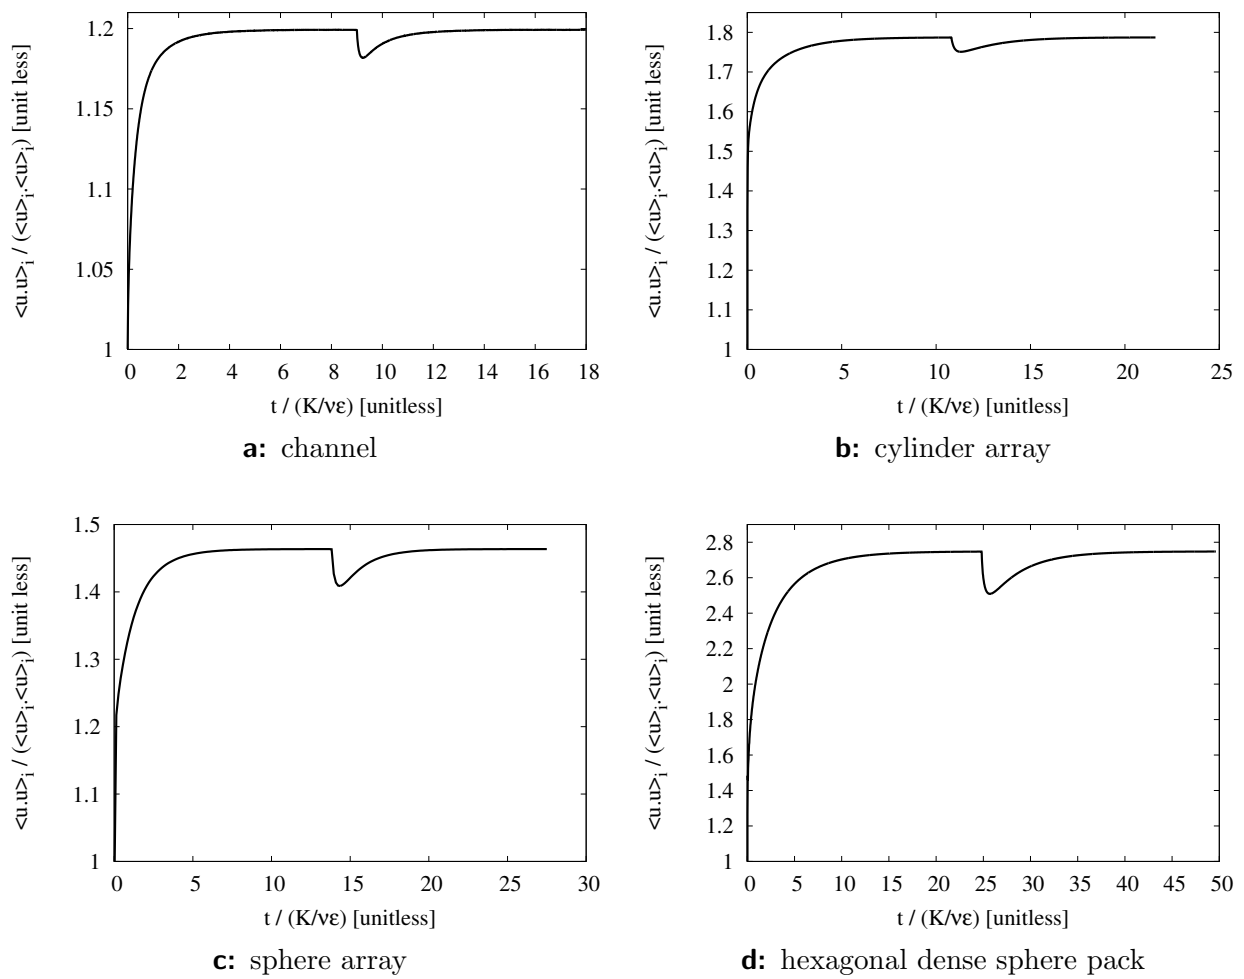 1.2
1.15
1.1
1.05
1
0 2 4 6 8 10 12 14 16 18
<u.u>i / (<u>i.<u>i) [unit less]
t / (K/νε) [unitless]
a: channel
1.8
1.7
1.6
1.5
1.4
1.3
1.2
1.1
1
0 5 10 15 20 25
<u.u>i / (<u>i.<u>i) [unit less]
t / (K/νε) [unitless]
b: cylinder array
1.5
1.4
1.3
1.2
1.1
1
0 5 10 15 20 25 30
<u.u>i / (<u>i.<u>i) [unit less]
t / (K/νε) [unitless]
c: sphere array
2.8
2.6
2.4
2.2
2
1.8
1.6
1.4
1.2
1
0 5 10 15 20 25 30 35 40 45 50
<u.u>i / (<u>i.<u>i) [unit less]
t / (K/νε) [unitless]
d: hexagonal dense sphere pack